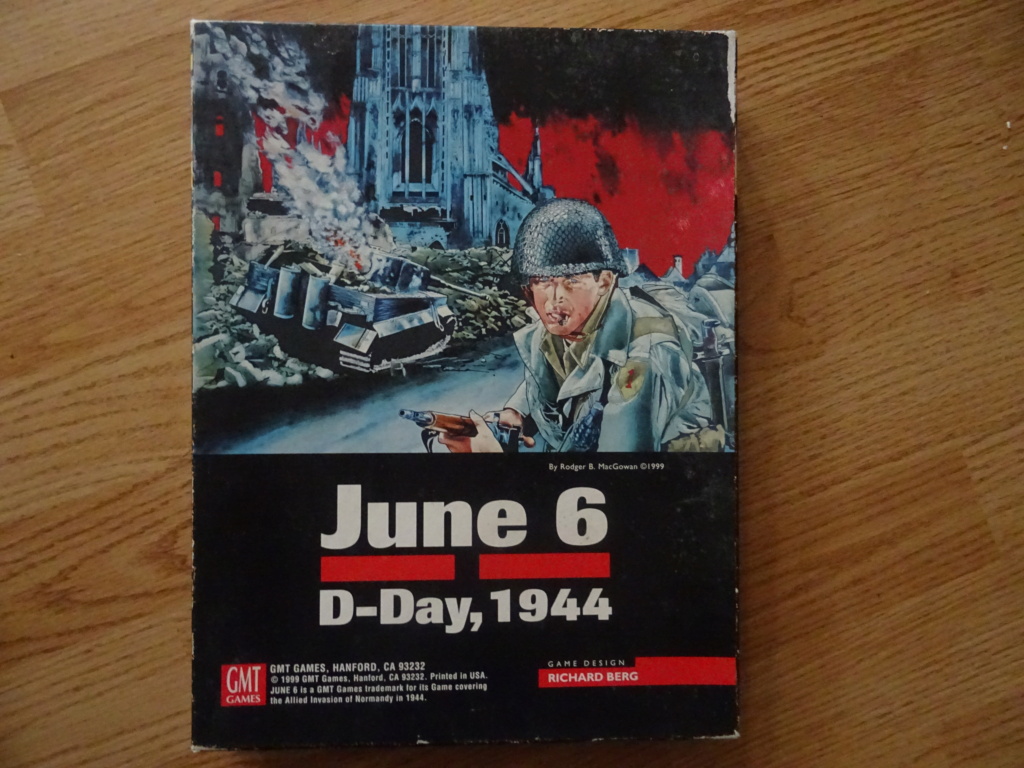 By Rodger B. MacGowan ©1999
June 6
D-Day, 1944
GMT
GAMES
GMT GAMES, HANFORD, CA 93232
© 1999 GMT Games, Hanford, CA 93232. Printed in USA.
JUNE 6 is a GMT Games trademark for its Game covering
the Allied Invasion of Normandy in 1944.
GAME DESIGN
RICHARD BERG